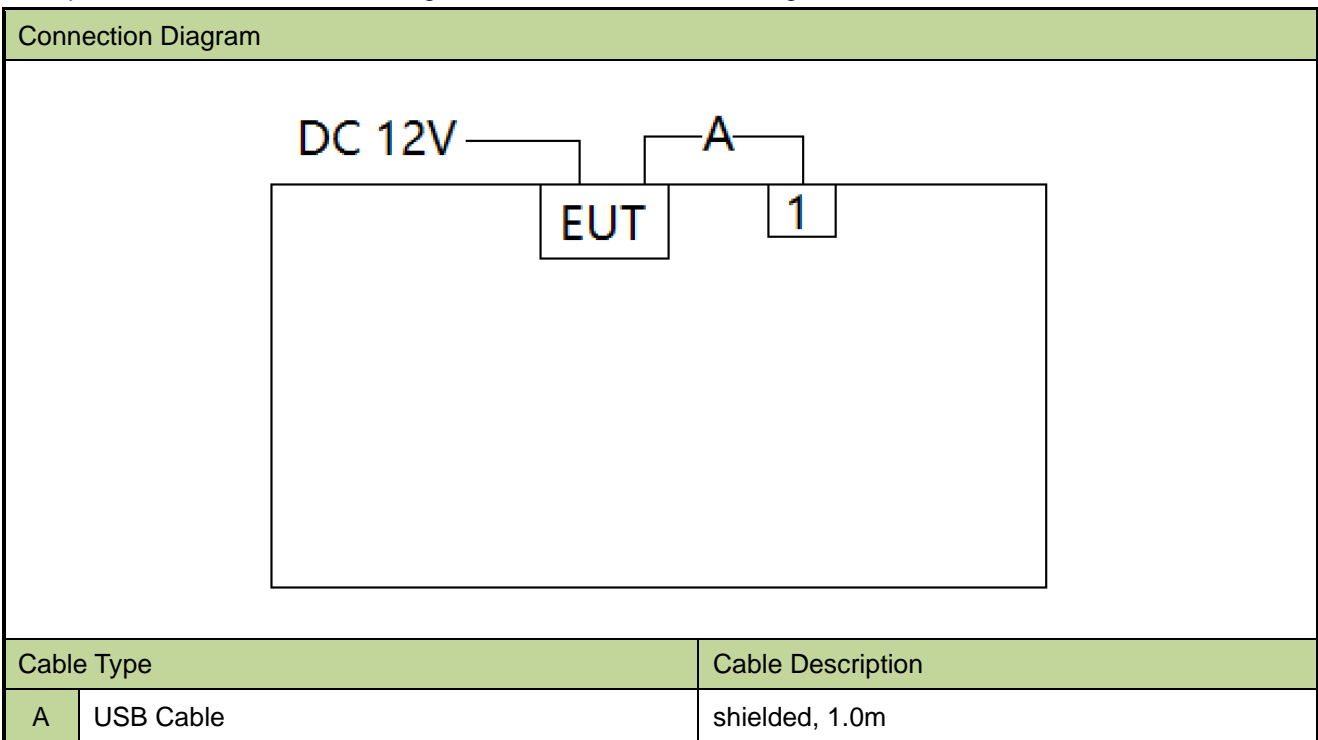 Connection Diagram
DC 12V
A
EUT
1
Cable Type Cable Description
A USB Cable shielded, 1.0m